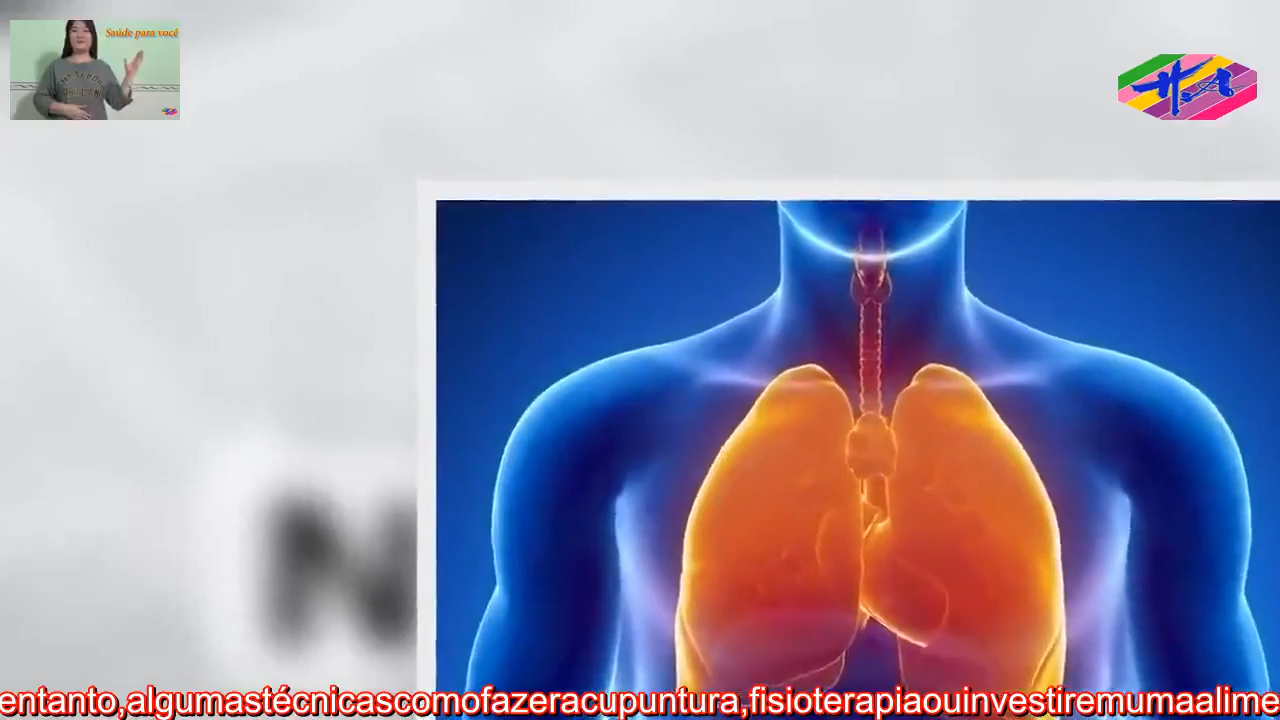 Saúde para você
H.A
entanto,algumastécnicascomofazeracupuntura,fisioterapiaouinvestiremumaalime